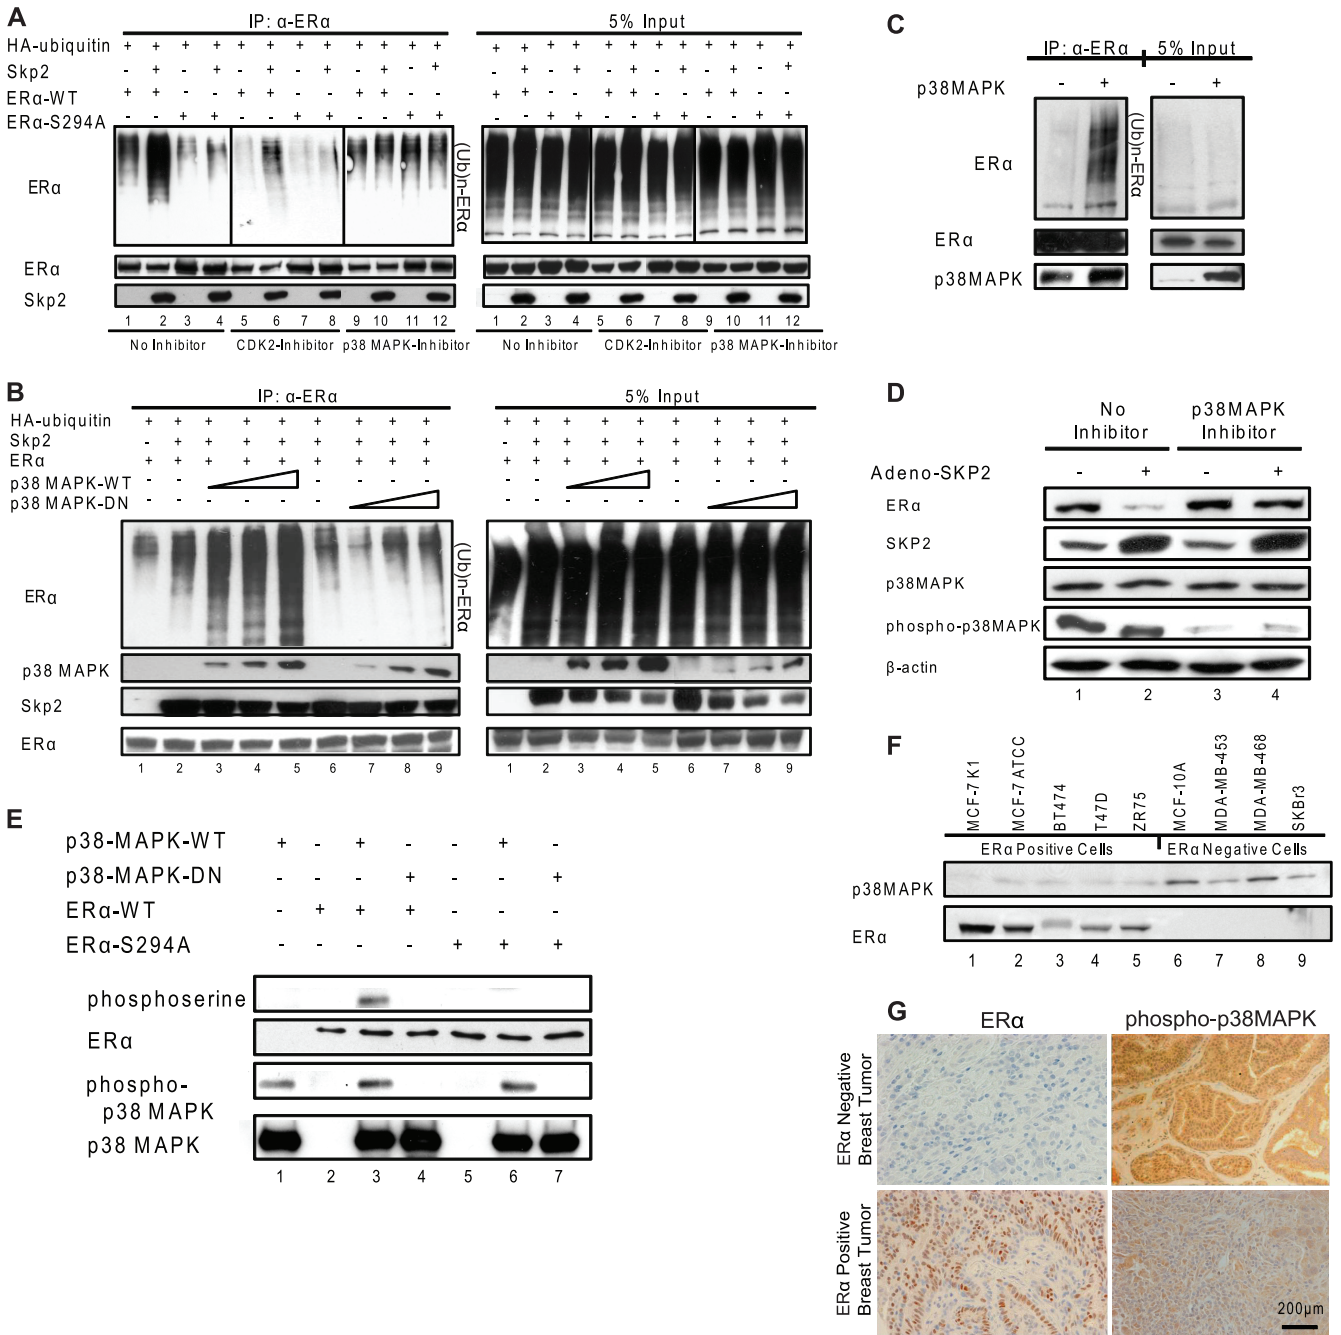 A
IP: α-ERα
5% Input
HA-ubiquitin + + + + + + + + + + + + + + + + + + + + + + + +
Skp2 - + - + - + - + - + - + - + - + - + - + - + - +
ERα-WT + + - - + + - - + + - - + + - - + + - - + + - -
ERα-S294A - - + + - - + + - - + + - - + + - - + + - - + +
ERα
(Ub)n-ERα
ERα
Skp2
1 2 3 4 5 6 7 8 9 10 11 12 1 2 3 4 5 6 7 8 9 10 11 12
No Inhibitor CDK2-Inhibitor p38 MAPK-Inhibitor No Inhibitor CDK2-Inhibitor p38 MAPK-Inhibitor
B
IP: α-ERα
5% Input
HA-ubiquitin + + + + + + + + + + + + + + + + + +
Skp2 - + + + + + + + + - + + + + + + + +
ERα + + + + + + + + + + + + + + + + + +
p38 MAPK-WT - - - - - - - - - - - -
p38 MAPK-DN - - - - - - - - - - - -
ERα
(Ub)n-ERα
p38 MAPK
Skp2
ERα
1 2 3 4 5 6 7 8 9 1 2 3 4 5 6 7 8 9
C
IP: α-ERα 5% Input
p38MAPK - + - +
ERα
(Ub)n-ERα
ERα
p38MAPK
D
No Inhibitor
p38MAPK Inhibitor
Adeno-SKP2 - + - +
ERα
SKP2
p38MAPK
phospho-p38MAPK
β-actin
1 2 3 4
E
p38-MAPK-WT + - + - - + -
p38-MAPK-DN - - - + - - +
ERα-WT - + + + - - -
ERα-S294A - - - - + + +
phosphoserine
ERα
phospho-
p38 MAPK
p38 MAPK
1 2 3 4 5 6 7
F
MCF-7 K1
MCF-7 ATCC
BT474
T47D
ZR75
MCF-10A
MDA-MB-453
MDA-MB-468
SKBr3
ERα Positive Cells ERα Negative Cells
p38MAPK
ERα
1 2 3 4 5 6 7 8 9
G
ERα phospho-p38MAPK
ERα Negative
Breast Tumor
ERα Positive
Breast Tumor
200µm